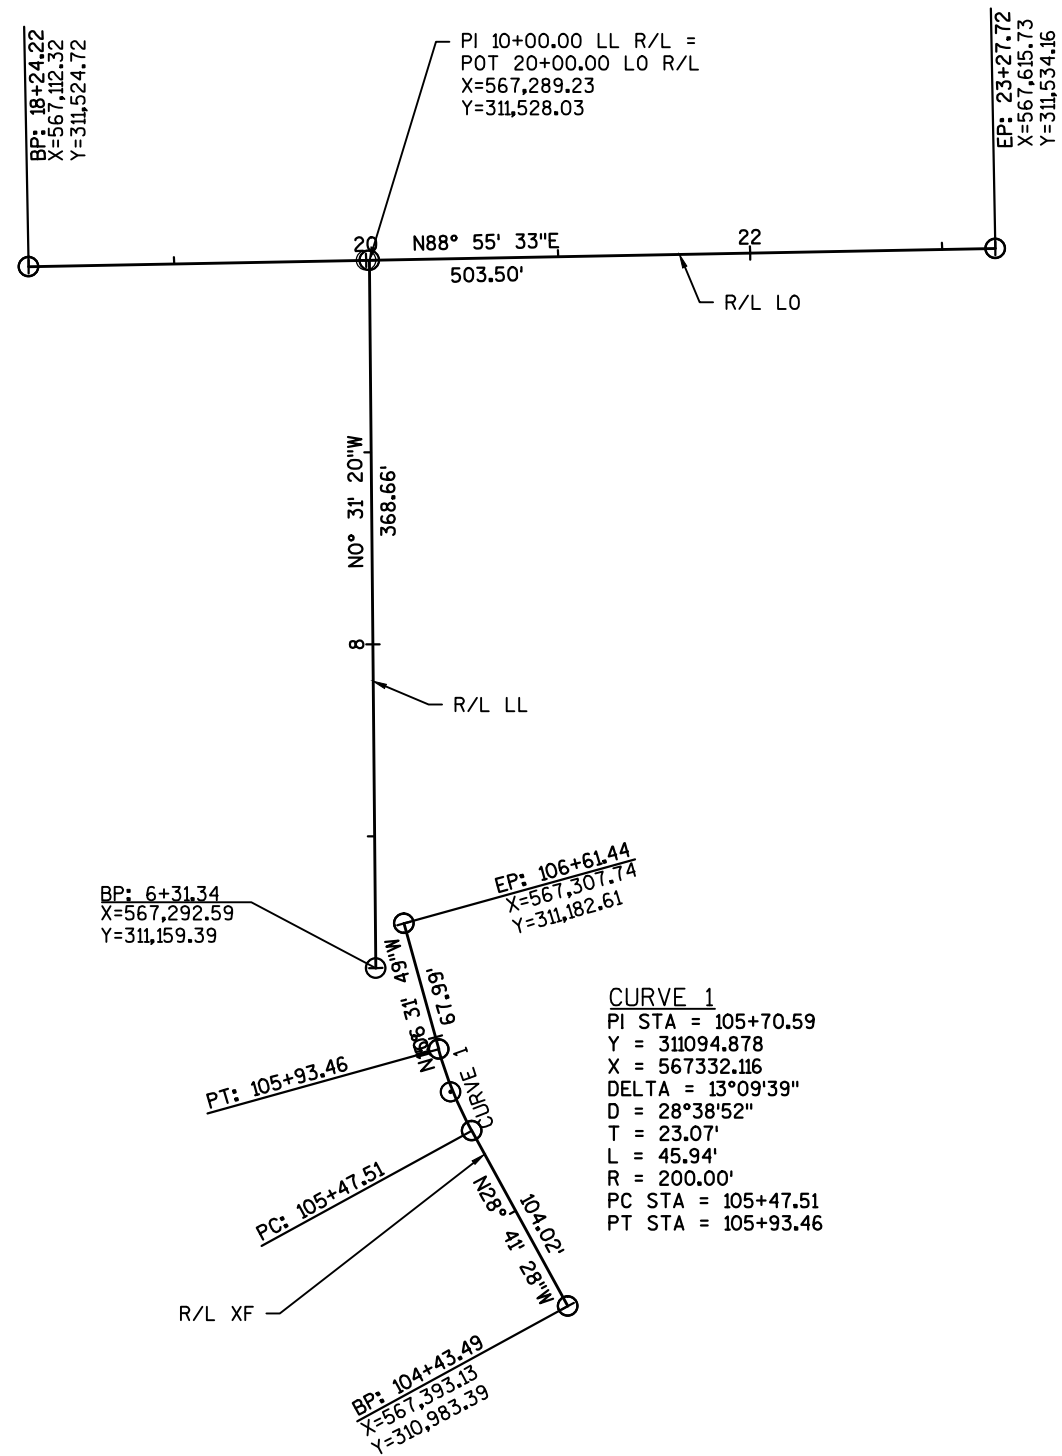 BP: 18+24.22
X=567,112.32
Y=311,524.72
PI 10+00.00 LL R/L =
POT 20+00.00 LO R/L
X=567,289.23
Y=311,528.03
EP: 23+27.72
X=567,615.73
Y=311,534.16
20
N88° 55' 33"E
22
503.50'
R/L LO
N0° 31' 20"W
368.66'
8
R/L LL
BP: 6+31.34
X=567,292.59
Y=311,159.39
EP: 106+61.44
X=567,307.74
Y=311,182.61
31' 49"W
67.99'
PT: 105+93.46
CURVE 1
PC: 105+47.51
N28° 41' 28"W
104.02'
R/L XF
BP: 104+43.49
X=567,393.13
Y=310,983.39
CURVE 1
PI STA = 105+70.59
Y = 311094.878
X = 567332.116
DELTA = 13°09'39"
D = 28°38'52"
T = 23.07'
L = 45.94'
R = 200.00'
PC STA = 105+47.51
PT STA = 105+93.46